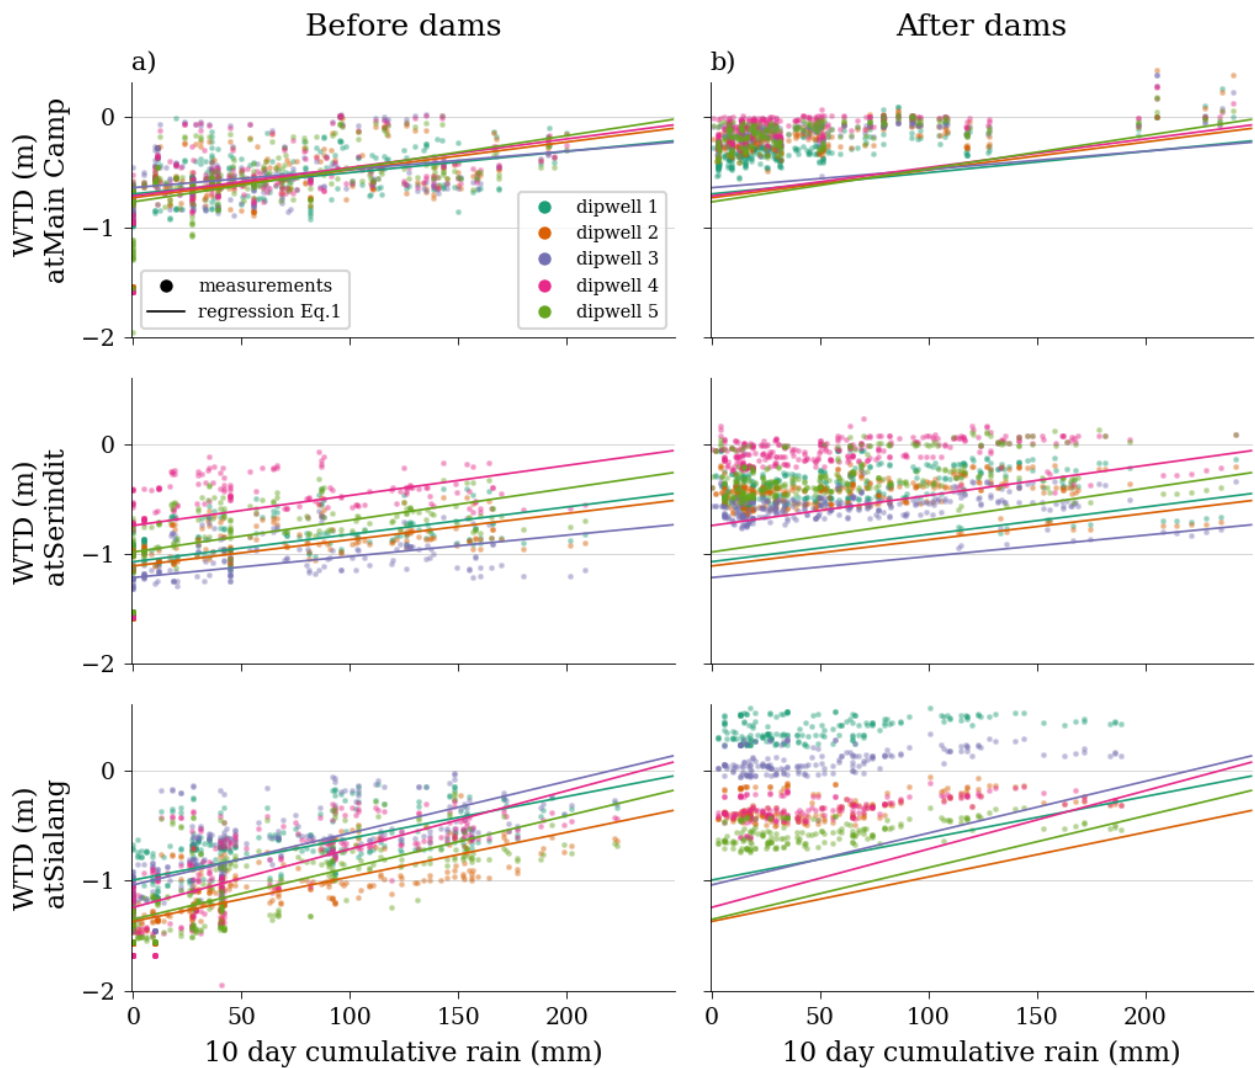 Before dams
After dams
a)
b)
WTD (m)
atMain Camp
0
−1
−2
measurements
regression Eq.1
dipwell 1
dipwell 2
dipwell 3
dipwell 4
dipwell 5
WTD (m)
atSerindit
0
−1
−2
WTD (m)
atSialang
0
−1
−2
0 50 100 150 200
0 50 100 150 200
10 day cumulative rain (mm)
10 day cumulative rain (mm)